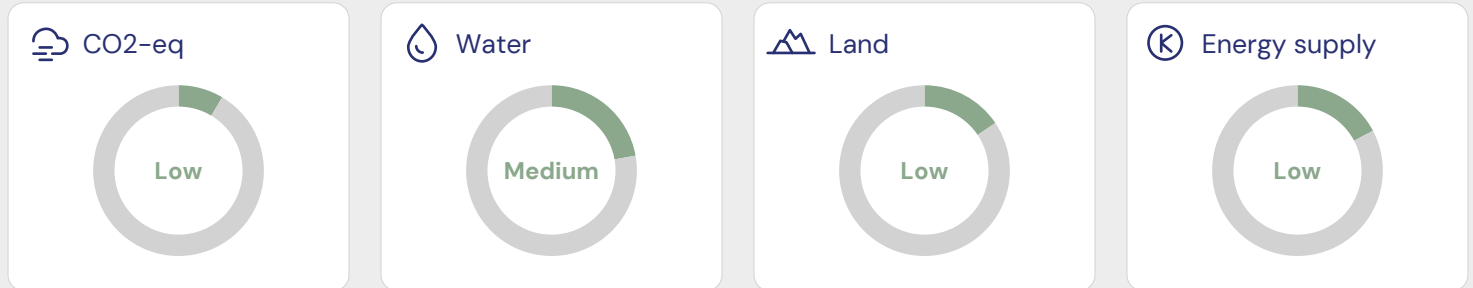 CO2-eq
Low
Water
Medium
Land
Low
Energy supply
Low